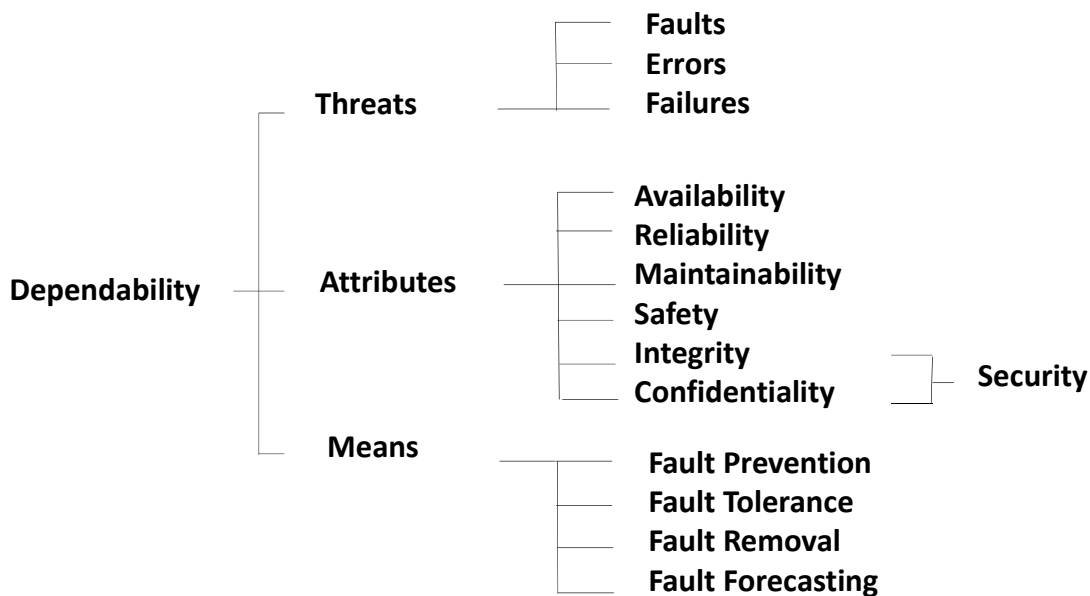 Dependability
Threats
Faults
Errors
Failures
Attributes
Availability
Reliability
Maintainability
Safety
Integrity
Confidentiality
Security
Means
Fault Prevention
Fault Tolerance
Fault Removal
Fault Forecasting